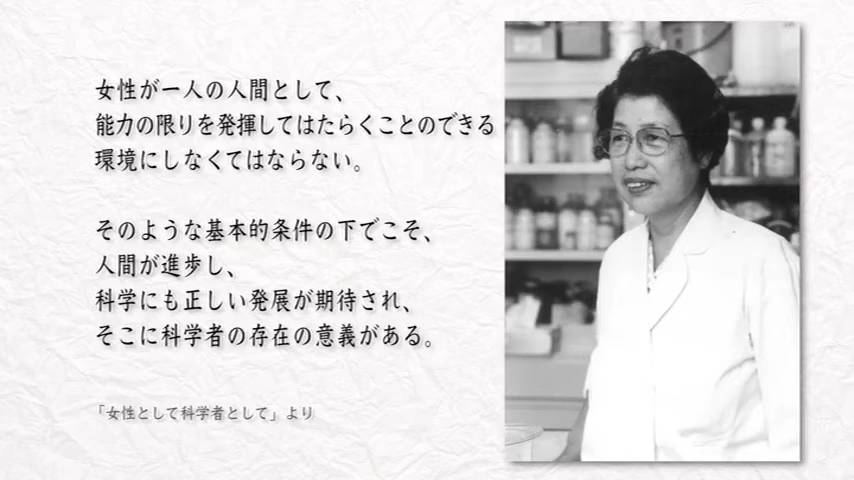 女性が一人の人間として、
能力の限りを発揮してはたらくことのできる
環境にしなくてはならない。
そのような基本的条件の下でこそ、
人間が進歩し、
科学にも正しい発展が期待され、
そこに科学者の存在の意義がある。
「女性として科学者として」より